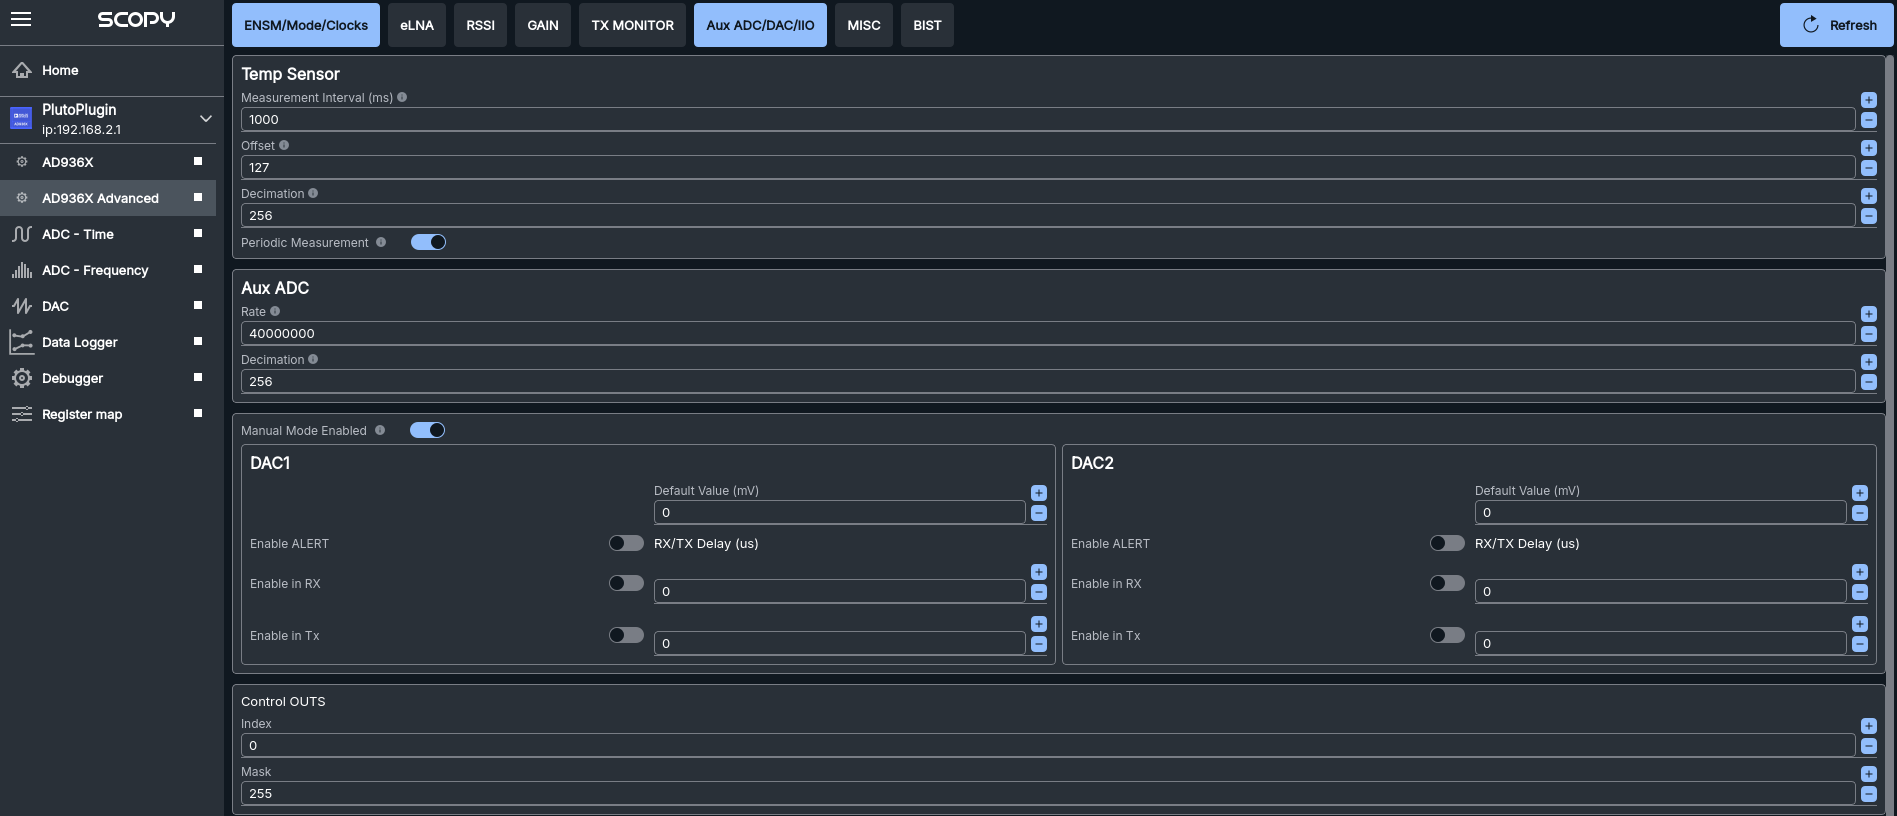 SCOPY
ENSM/Mode/Clocks eLNA RSSI GAIN TX MONITOR Aux ADC/DAC/IIO MISC BIST Refresh
Home
PlutoPlugin
ip:192.168.2.1
AD936X
AD936X Advanced
ADC - Time
ADC - Frequency
DAC
Data Logger
Debugger
Register map
Temp Sensor
Measurement Interval (ms)
1000
Offset
127
Decimation
256
Periodic Measurement
Aux ADC
Rate
40000000
Decimation
256
Manual Mode Enabled
DAC1
Default Value (mV)
0
Enable ALERT RX/TX Delay (us)
Enable in RX 0
Enable in Tx 0
DAC2
Default Value (mV)
0
Enable ALERT RX/TX Delay (us)
Enable in RX 0
Enable in Tx 0
Control OUTS
Index
0
Mask
255